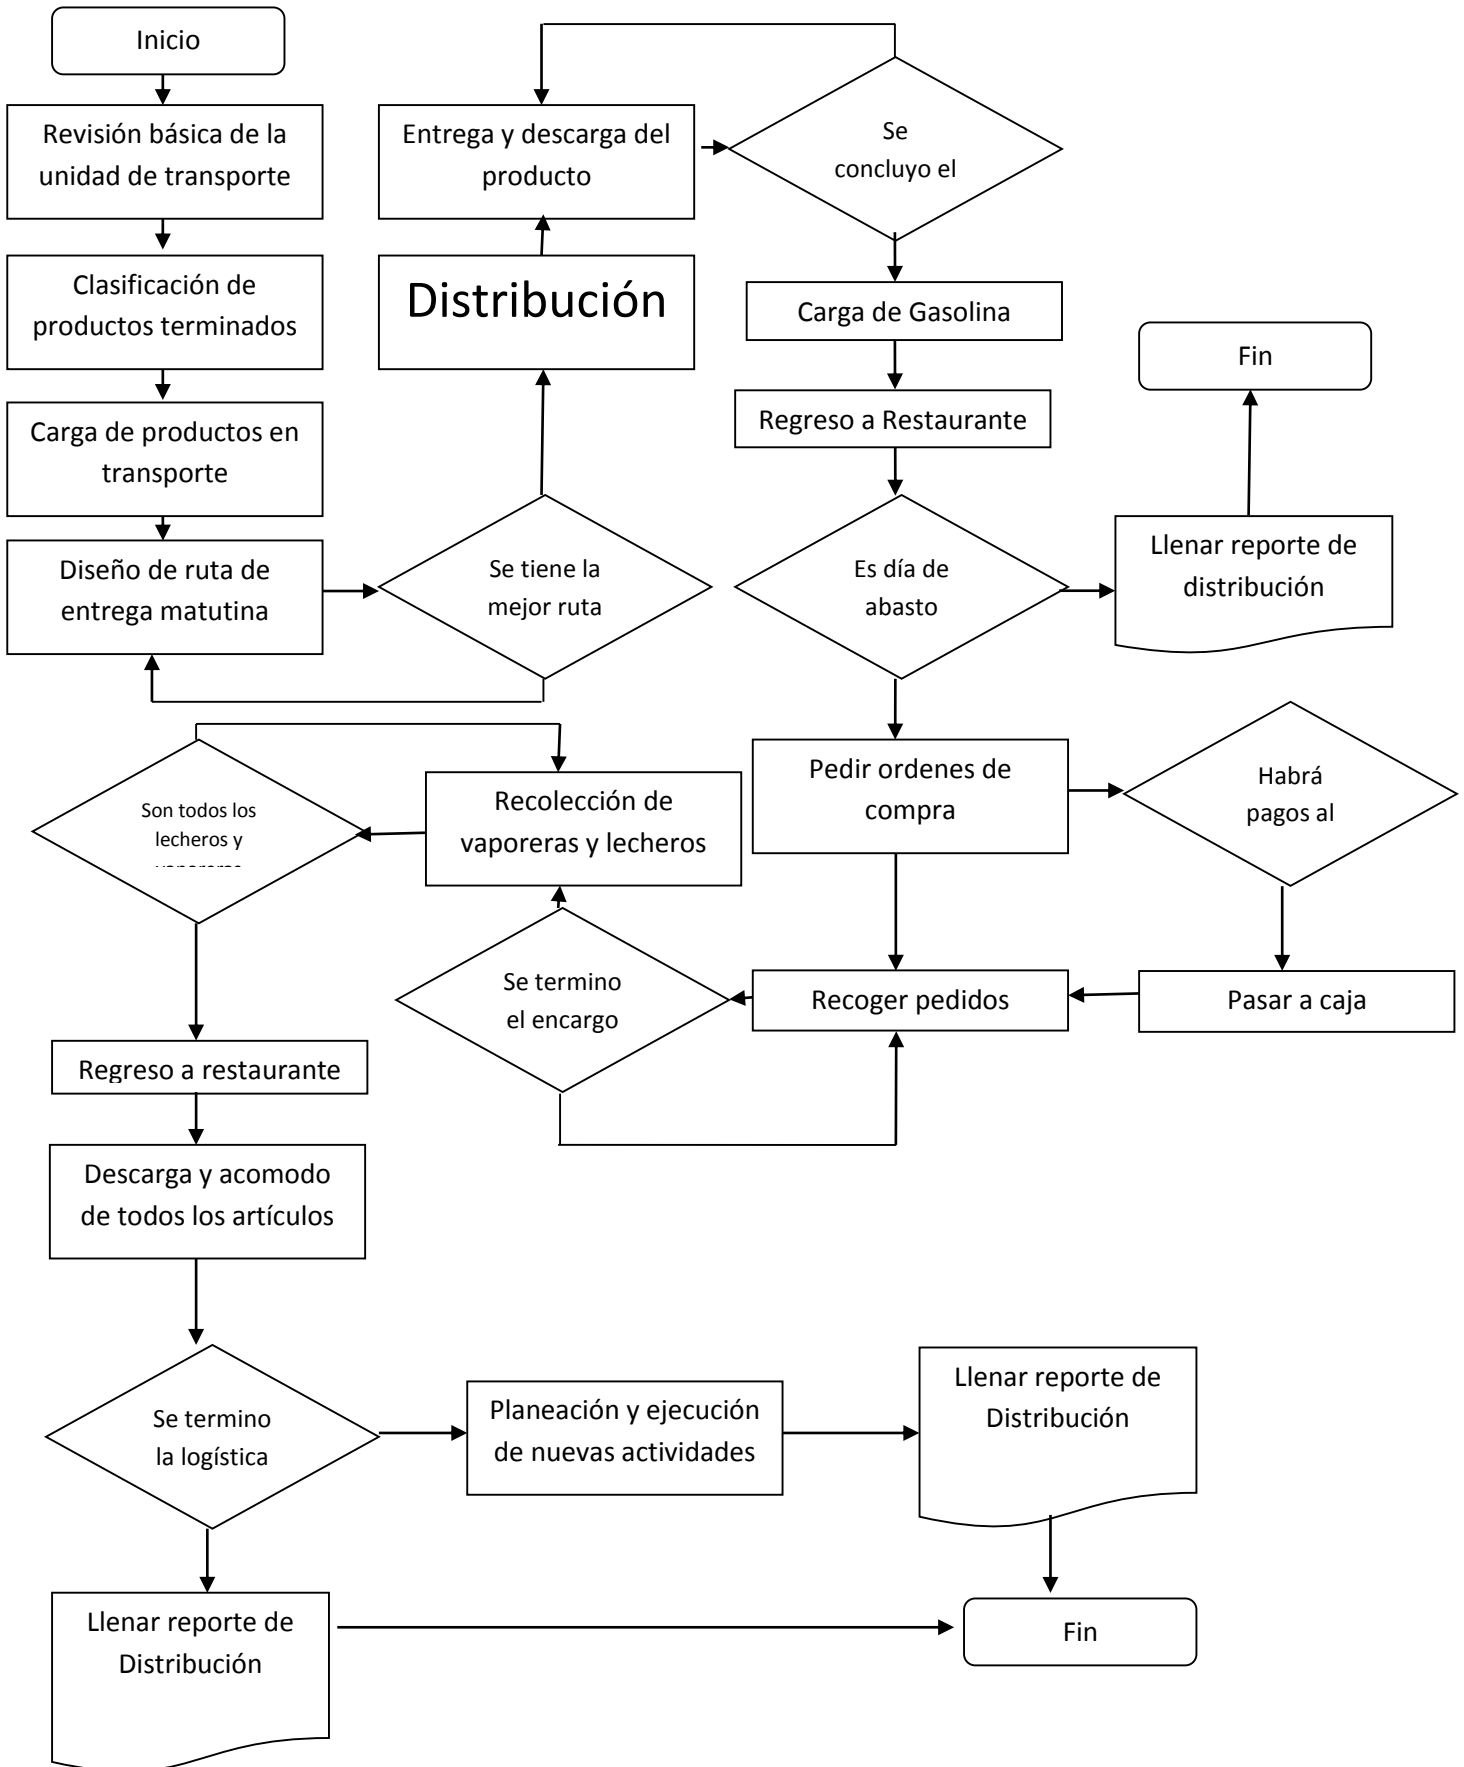 Inicio
Revisión básica de la
unidad de transporte
Clasificación de
productos terminados
Carga de productos en
transporte
Diseño de ruta de
entrega matutina
Se tiene la
mejor ruta
Distribución
Entrega y descarga del
producto
Se
concluyo el
Carga de Gasolina
Regreso a Restaurante
Es día de
abasto
Llenar reporte de
distribución
Fin
Pedir ordenes de
compra
Habrá
pagos al
Pasar a caja
Recoger pedidos
Se termino
el encargo
Recolección de
vaporeras y lecheros
Son todos los
lecheros y
Regreso a restaurante
Descarga y acomodo
de todos los artículos
Se termino
la logística
Planeación y ejecución
de nuevas actividades
Llenar reporte de
Distribución
Llenar reporte de
Distribución
Fin